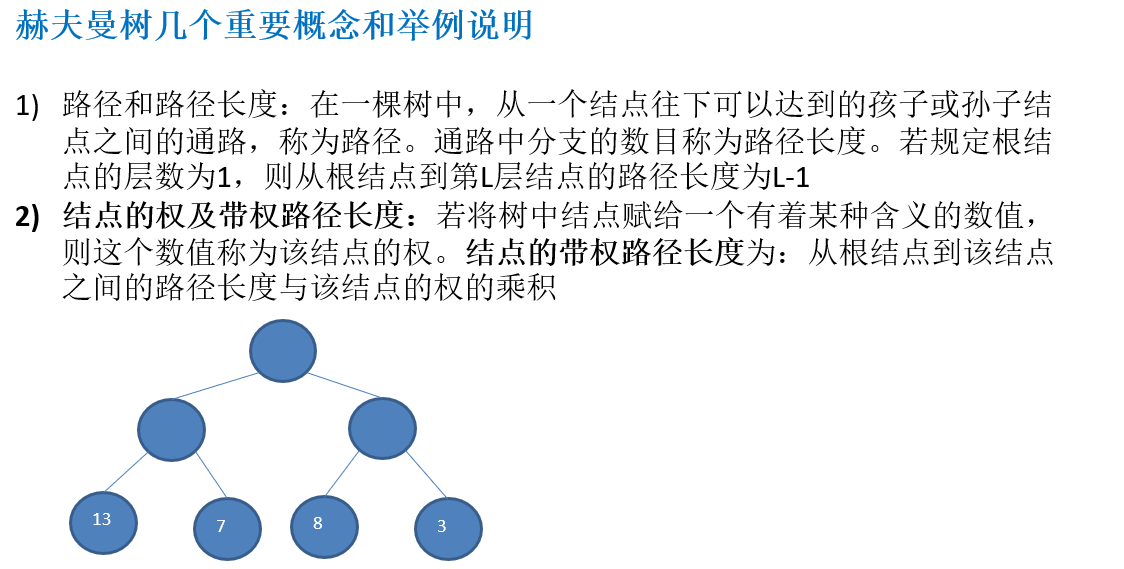 赫夫曼树几个重要概念和举例说明
1) 路径和路径长度：在一棵树中，从一个结点往下可以达到的孩子或孙子结
点之间的通路，称为路径。通路中分支的数目称为路径长度。若规定根结
点的层数为1，则从根结点到第L层结点的路径长度为L-1
2) 结点的权及带权路径长度：若将树中结点赋给一个有着某种含义的数值，
则这个数值称为该结点的权。结点的带权路径长度为：从根结点到该结点
之间的路径长度与该结点的权的乘积
13
7
8
3